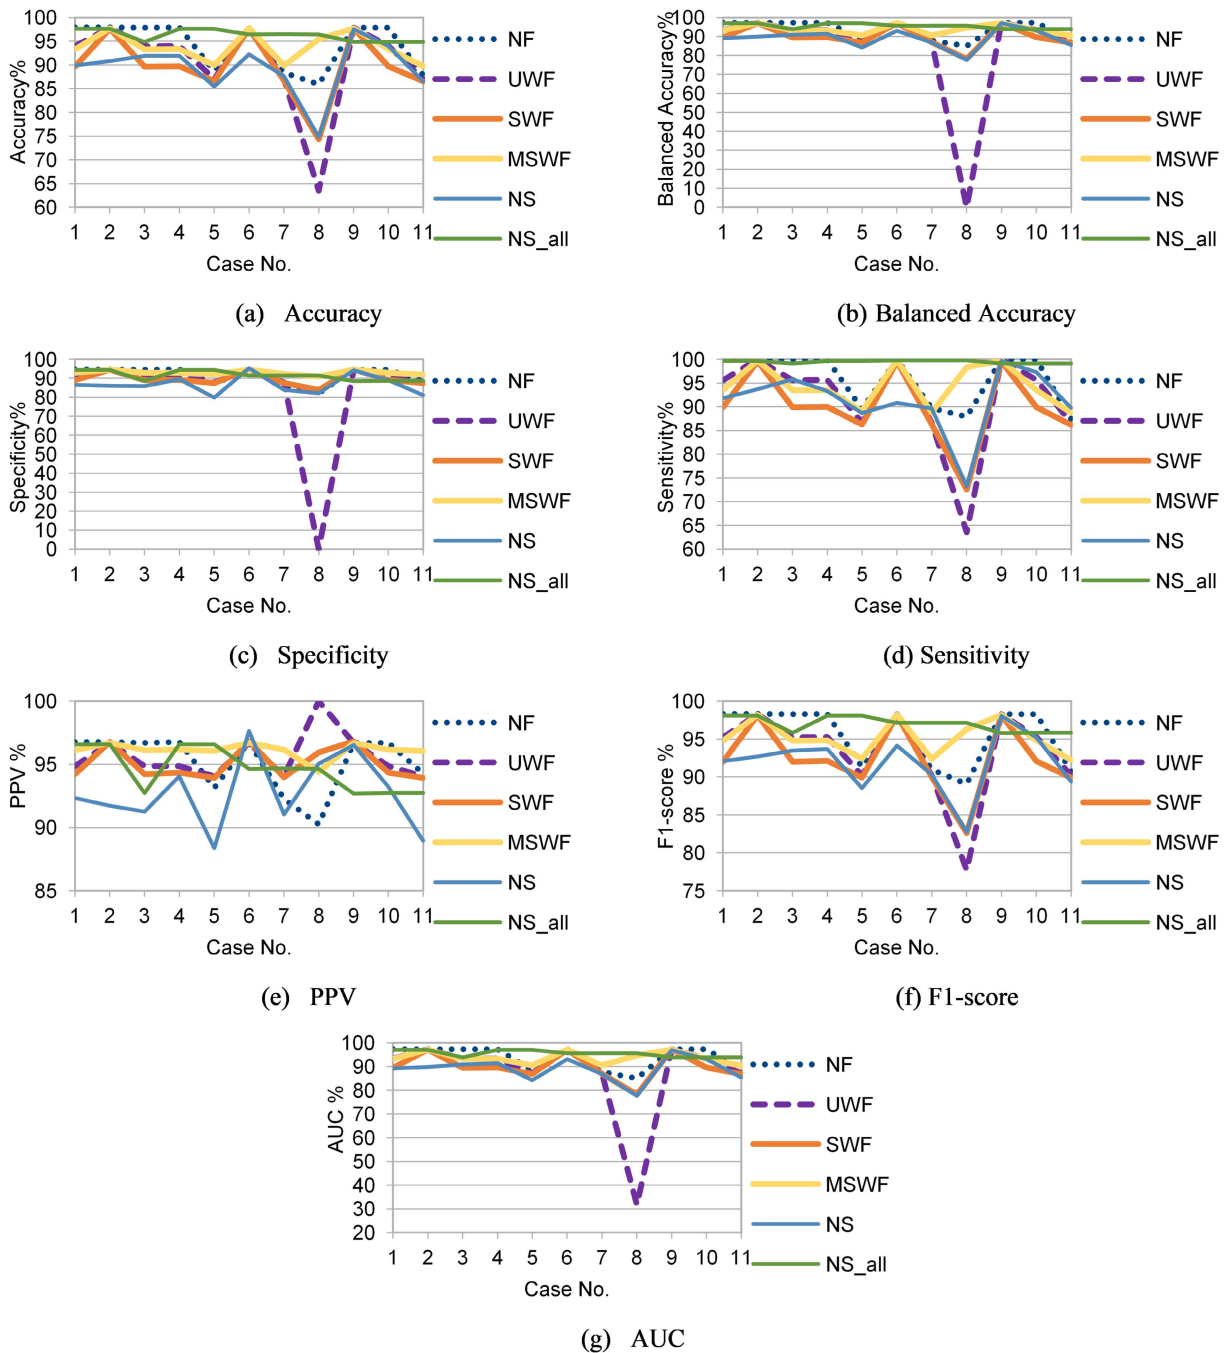 100
95
90
85
80
75
70
65
60
Accuracy%
1 2 3 4 5 6 7 8 9 10 11
Case No.
NF
UWF
SWF
MSWF
NS
NS_all
(a) Accuracy
100
90
80
70
60
50
40
30
20
10
0
Balanced Accuracy%
1 2 3 4 5 6 7 8 9 10 11
Case No.
NF
UWF
SWF
MSWF
NS
NS_all
(b) Balanced Accuracy
100
90
80
70
60
50
40
30
20
10
0
Specificity%
1 2 3 4 5 6 7 8 9 10 11
Case No.
NF
UWF
SWF
MSWF
NS
NS_all
(c) Specificity
100
95
90
85
80
75
70
65
60
Sensitivity%
1 2 3 4 5 6 7 8 9 10 11
Case No.
NF
UWF
SWF
MSWF
NS
NS_all
(d) Sensitivity
100
95
90
85
PPV %
1 2 3 4 5 6 7 8 9 10 11
Case No.
NF
UWF
SWF
MSWF
NS
NS_all
(e) PPV
100
95
90
85
80
75
F1-score %
1 2 3 4 5 6 7 8 9 10 11
Case No.
NF
UWF
SWF
MSWF
NS
NS_all
(f) F1-score
100
90
80
70
60
50
40
30
20
AUC %
1 2 3 4 5 6 7 8 9 10 11
Case No.
NF
UWF
SWF
MSWF
NS
NS_all
(g) AUC